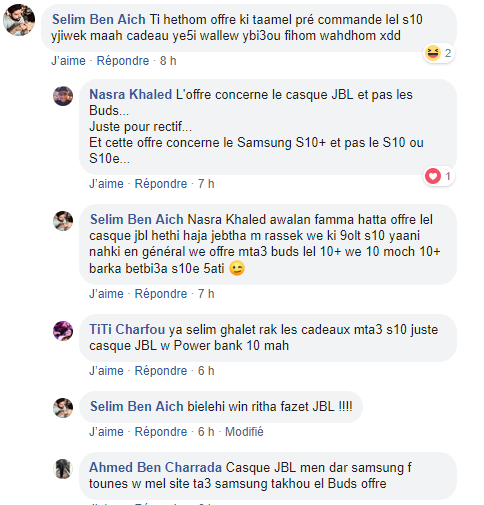 Selim Ben Aich Ti hethom offre ki taamel pré commande lel s10
yjiwek maah cadeau ye5i wallew ybi3ou fihom wahdhom xdd
2
J'aime · Répondre · 8 h
Nasra Khaled L'offre concerne le casque JBL et pas les
Buds...
Juste pour rectif...
Et cette offre concerne le Samsung S10+ et pas le S10 ou
S10e...
1
J'aime · Répondre · 7 h
Selim Ben Aich Nasra Khaled awalan famma hatta offre lel
casque jbl hethi haja jebtha m rassek we ki 9olt s10 yaani
nahki en général we offre mta3 buds lel 10+ we 10 moch 10+
barka betbi3a s10e 5ati 😉
J'aime · Répondre · 7 h
TiTi Charfou ya selim ghalet rak les cadeaux mta3 s10 juste
casque JBL w Power bank 10 mah
J'aime · Répondre · 6 h
Selim Ben Aich bielehi win ritha fazet JBL !!!!
J'aime · Répondre · 6 h · Modifié
Ahmed Ben Charrada Casque JBL men dar samsung f
tounes w mel site ta3 samsung takhou el Buds offre